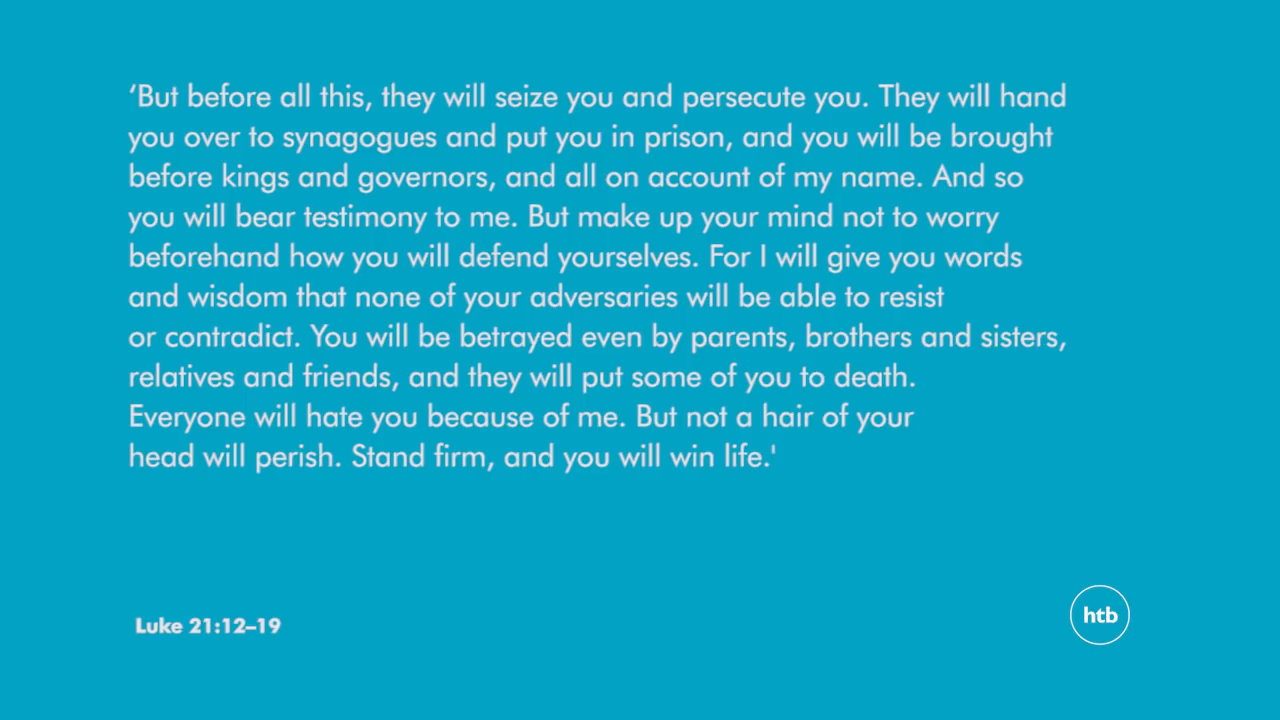 ‘But before all this, they will seize you and persecute you. They will hand
you over to synagogues and put you in prison, and you will be brought
before kings and governors, and all on account of my name. And so
you will bear testimony to me. But make up your mind not to worry
beforehand how you will defend yourselves. For I will give you words
and wisdom that none of your adversaries will be able to resist
or contradict. You will be betrayed even by parents, brothers and sisters,
relatives and friends, and they will put some of you to death.
Everyone will hate you because of me. But not a hair of your
head will perish. Stand firm, and you will win life.'
Luke 21:12–19
htb